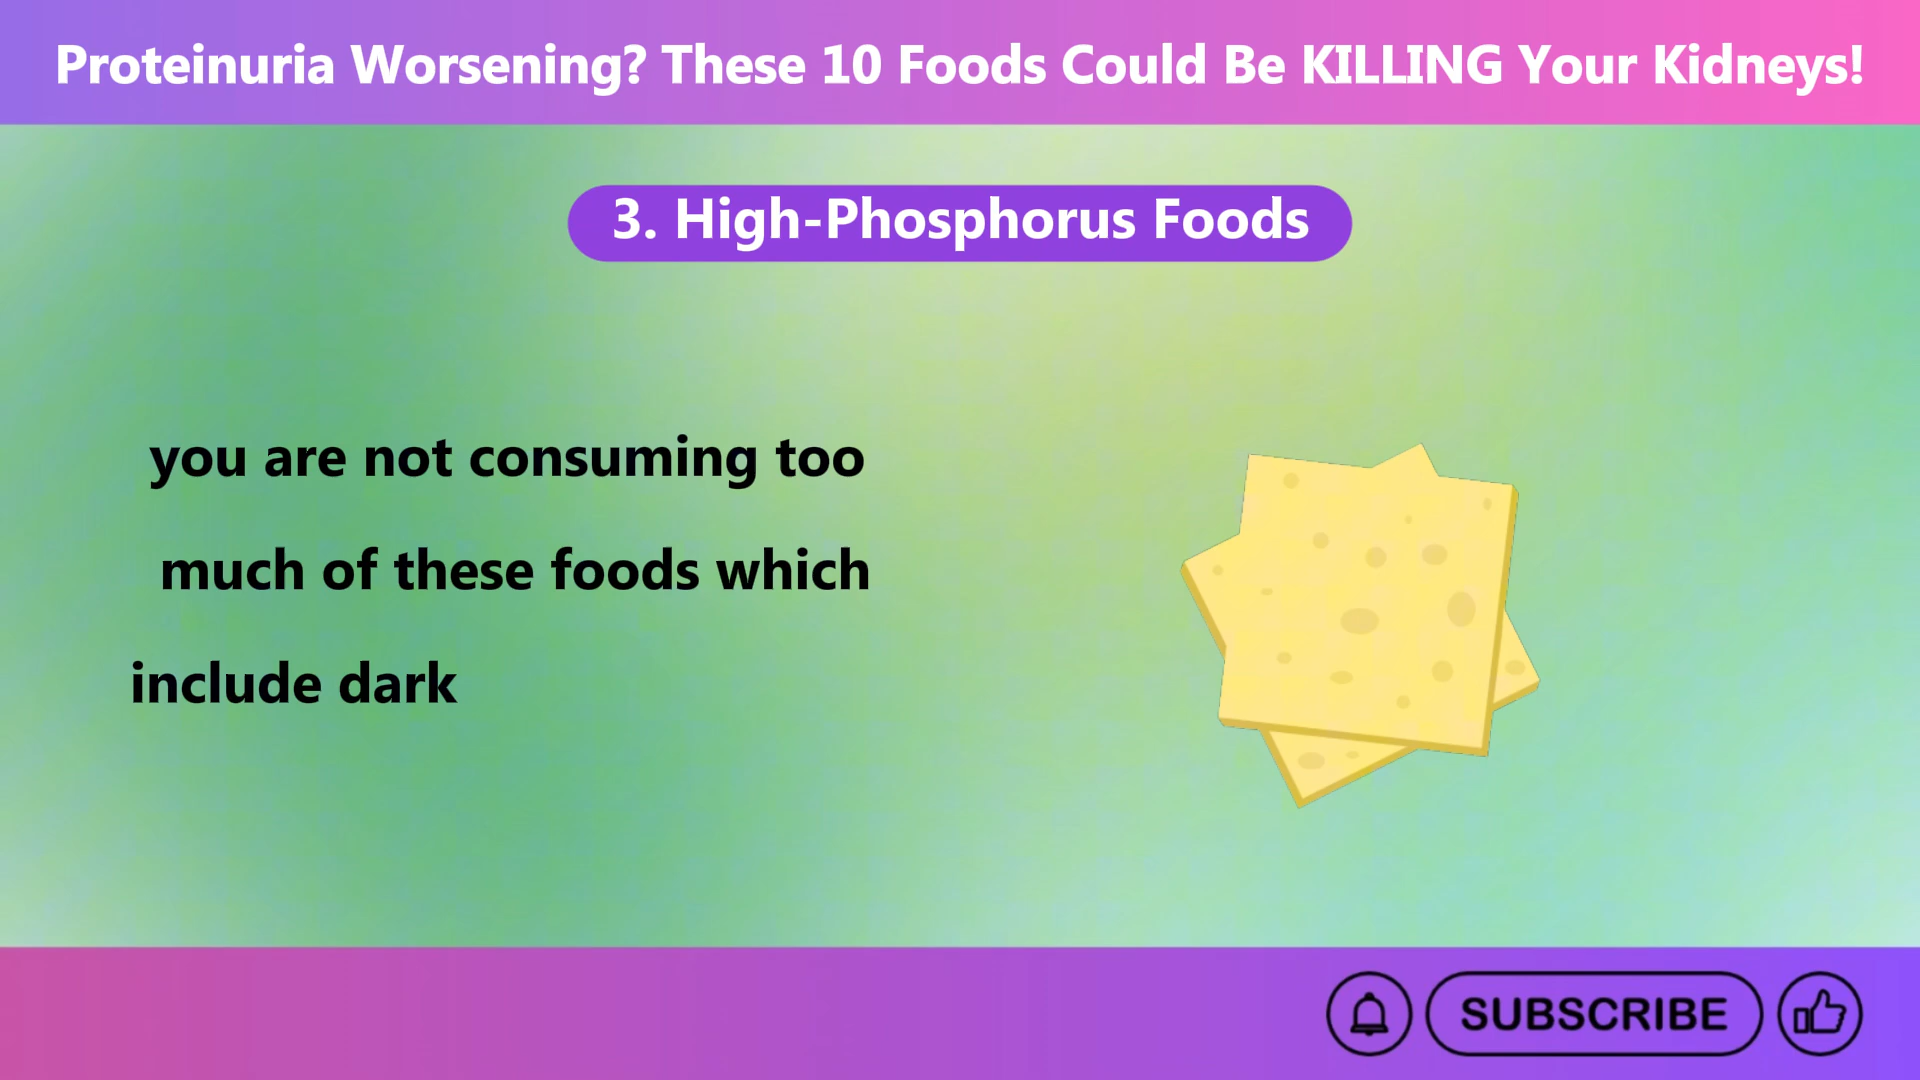 Proteinuria Worsening? These 10 Foods Could Be KILLING Your Kidneys!
3. High-Phosphorus Foods
you are not consuming too
much of these foods which
include dark
SUBSCRIBE